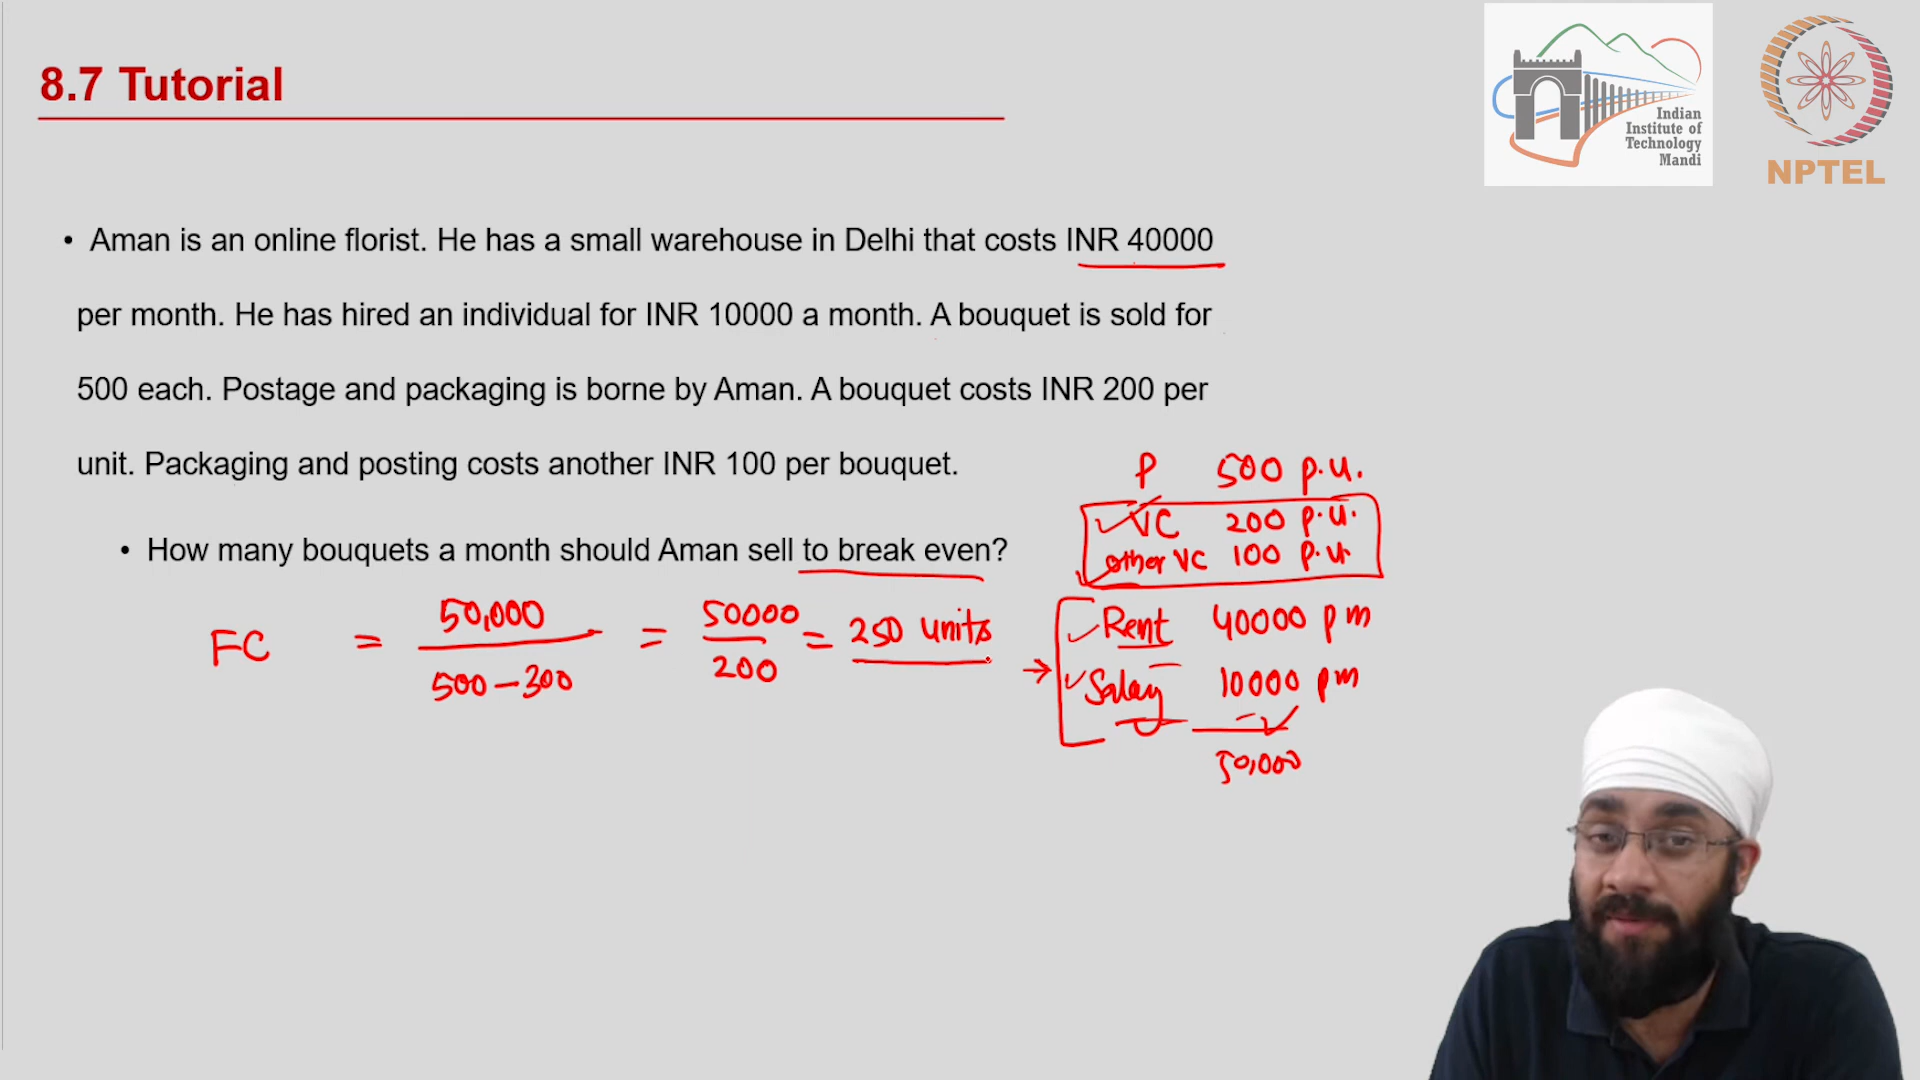 8.7 Tutorial
Indian
Institute of
Technology
Mandi
NPTEL
• Aman is an online florist. He has a small warehouse in Delhi that costs INR 40000
per month. He has hired an individual for INR 10000 a month. A bouquet is sold for
500 each. Postage and packaging is borne by Aman. A bouquet costs INR 200 per
unit. Packaging and posting costs another INR 100 per bouquet.
• How many bouquets a month should Aman sell to break even?
P 500 p.u.
VC 200 p.u.
other VC 100 p.u.
FC = 50,000 / 500-300 = 50000 / 200 = 250 units
→ Rent 40000 pm
Salary 10000 pm
50,000